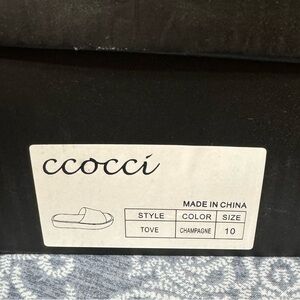 ccocci
MADE IN CHINA
STYLE COLOR SIZE
TOVE CHAMPAGNE 10